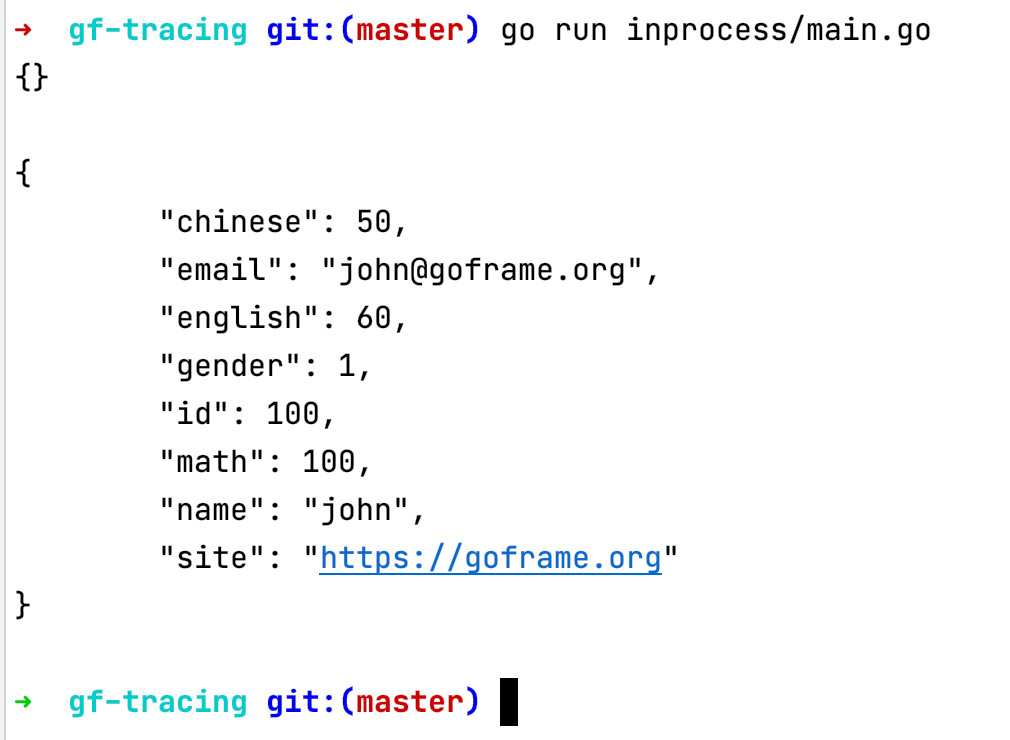 ➜  gf-tracing git:(master) go run inprocess/main.go
{}
{
        "chinese": 50,
        "email": "john@goframe.org",
        "english": 60,
        "gender": 1,
        "id": 100,
        "math": 100,
        "name": "john",
        "site": "https://goframe.org"
}
➜  gf-tracing git:(master)